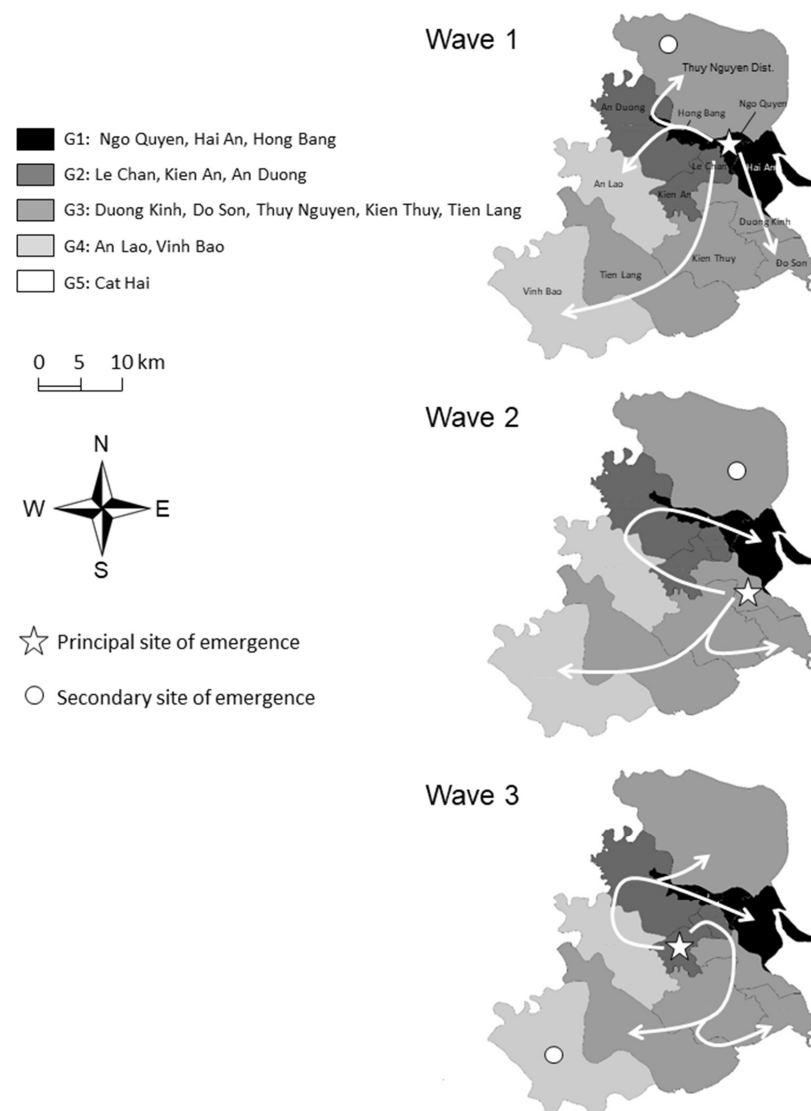 Wave 1
Thuy Nguyen Dist.
An Duong
Hong Bang
Ngo Quyen
Le Chan
Hai An
An Lao
Kien An
Duong Kinh
Kien Thuy
Đo Son
Tien Lang
Vinh Bao
G1: Ngo Quyen, Hai An, Hong Bang
G2: Le Chan, Kien An, An Duong
G3: Duong Kinh, Do Son, Thuy Nguyen, Kien Thuy, Tien Lang
G4: An Lao, Vinh Bao
G5: Cat Hai
0 5 10 km
N
W E
S
Wave 2
Principal site of emergence
Secondary site of emergence
Wave 3